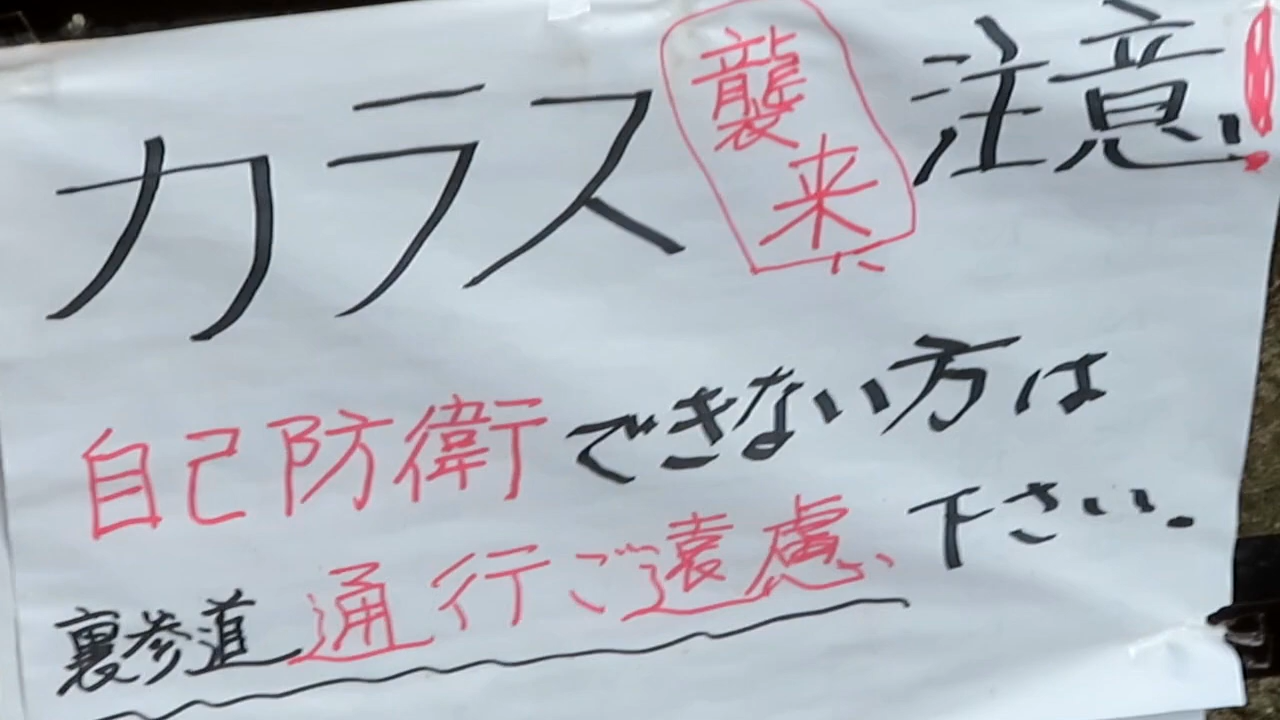 カラス襲来に注意!
自己防衛できない方は
裏参道通行ご遠慮下さい。